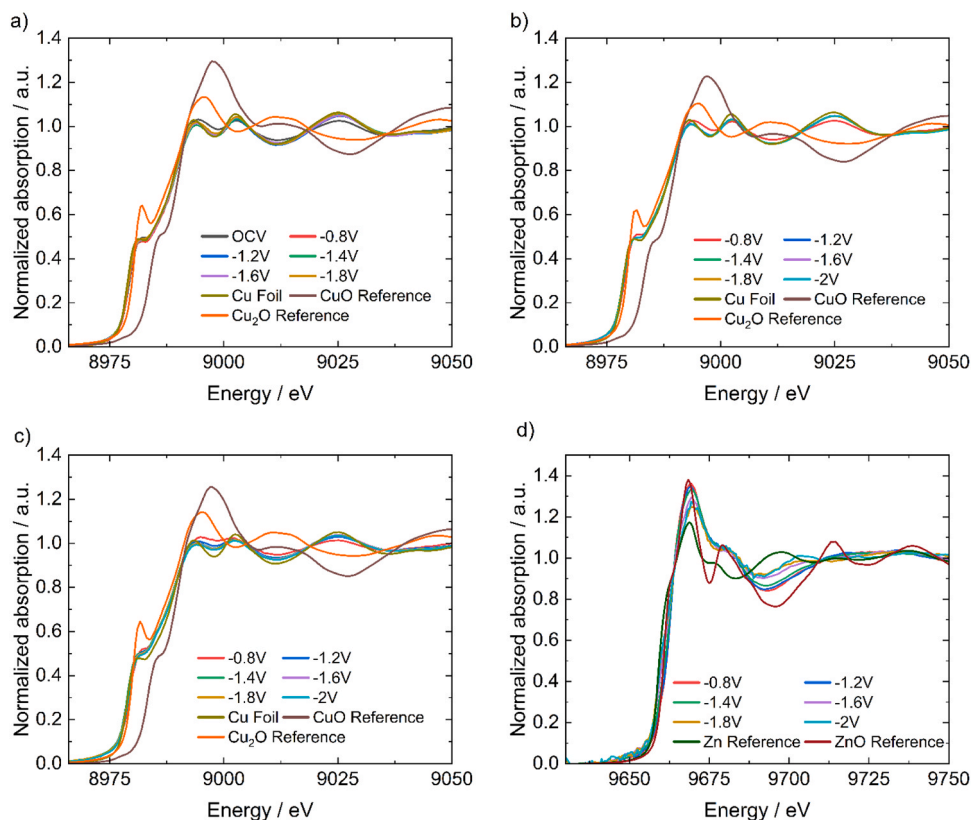 a)
Normalized absorption / a.u.
1.4
1.2
1.0
0.8
0.6
0.4
0.2
0.0
OCV -0.8V
-1.2V -1.4V
-1.6V -1.8V
Cu Foil CuO Reference
Cu₂O Reference
8975 9000 9025 9050
Energy / eV
b)
Normalized absoprtion / a.u.
1.4
1.2
1.0
0.8
0.6
0.4
0.2
0.0
-0.8V -1.2V
-1.4V -1.6V
-1.8V -2V
Cu Foil CuO Reference
Cu₂O Reference
8975 9000 9025 9050
Energy / eV
c)
Normalized absorption / a.u.
1.4
1.2
1.0
0.8
0.6
0.4
0.2
0.0
-0.8V -1.2V
-1.4V -1.6V
-1.8V -2V
Cu Foil CuO Reference
Cu₂O Reference
8975 9000 9025 9050
Energy / eV
d)
Normalized absorption / a.u.
1.4
1.2
1.0
0.8
0.6
0.4
0.2
0.0
-0.8V -1.2V
-1.4V -1.6V
-1.8V -2V
Zn Reference ZnO Reference
9650 9675 9700 9725 9750
Energy / eV